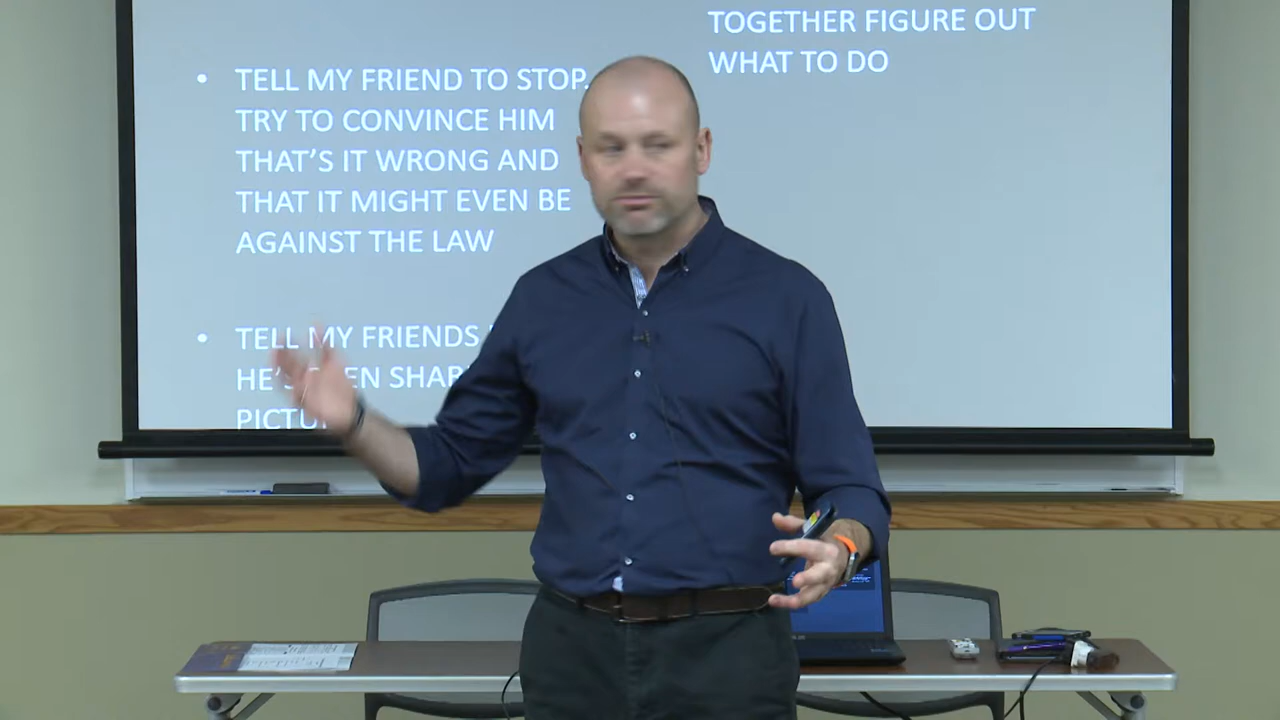 • TELL MY FRIEND TO STOP.
TRY TO CONVINCE HIM
THAT'S IT WRONG AND
THAT IT MIGHT EVEN BE
AGAINST THE LAW
• TELL MY FRIENDS
TOGETHER FIGURE OUT
WHAT TO DO